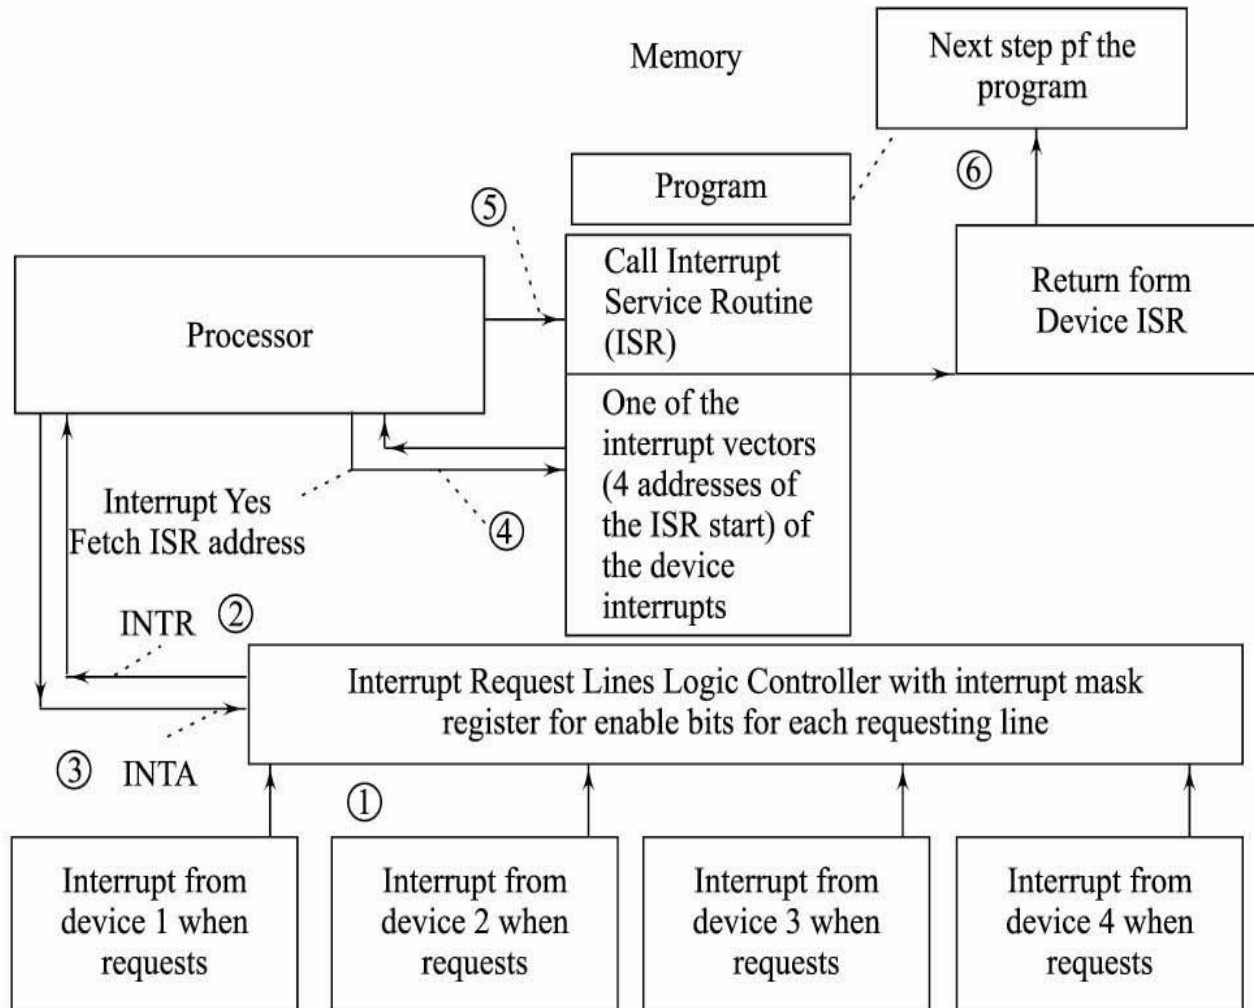 Memory
Next step pf the
program
⑥
Program
⑤
Call Interrupt
Service Routine
(ISR)
Return form
Device ISR
Processor
One of the
interrupt vectors
(4 addresses of
the ISR start) of
the device
interrupts
Interrupt Yes
Fetch ISR address
④
INTR
②
Interrupt Request Lines Logic Controller with interrupt mask
register for enable bits for each requesting line
③
INTA
①
Interrupt from
device 1 when
requests
Interrupt from
device 2 when
requests
Interrupt from
device 3 when
requests
Interrupt from
device 4 when
requests